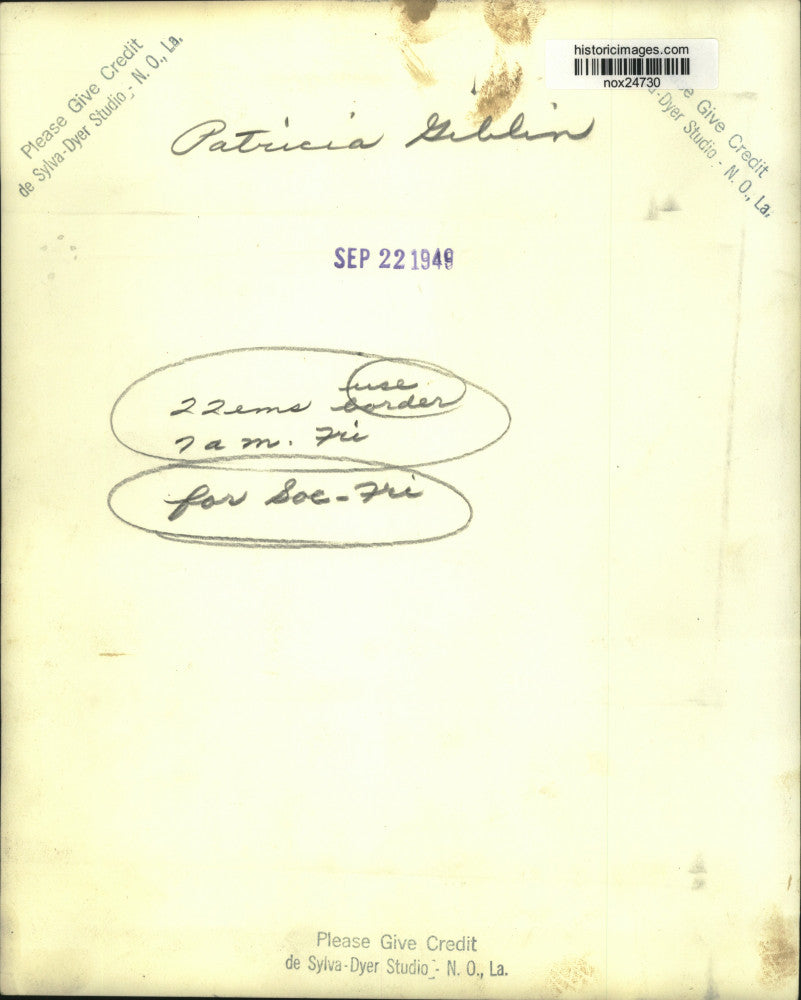 Please Give Credit
de Sylva-Dyer Studio - N. O., La.
historicimages.com
nox24730
e Give Credit
a-Dyer Studio - N. O., La.
Patricia Giblin
SEP 22 1949
use
22ems border
7 a m. Fri
for Soc-Fri
Please Give Credit
de Sylva-Dyer Studio - N. O., La.